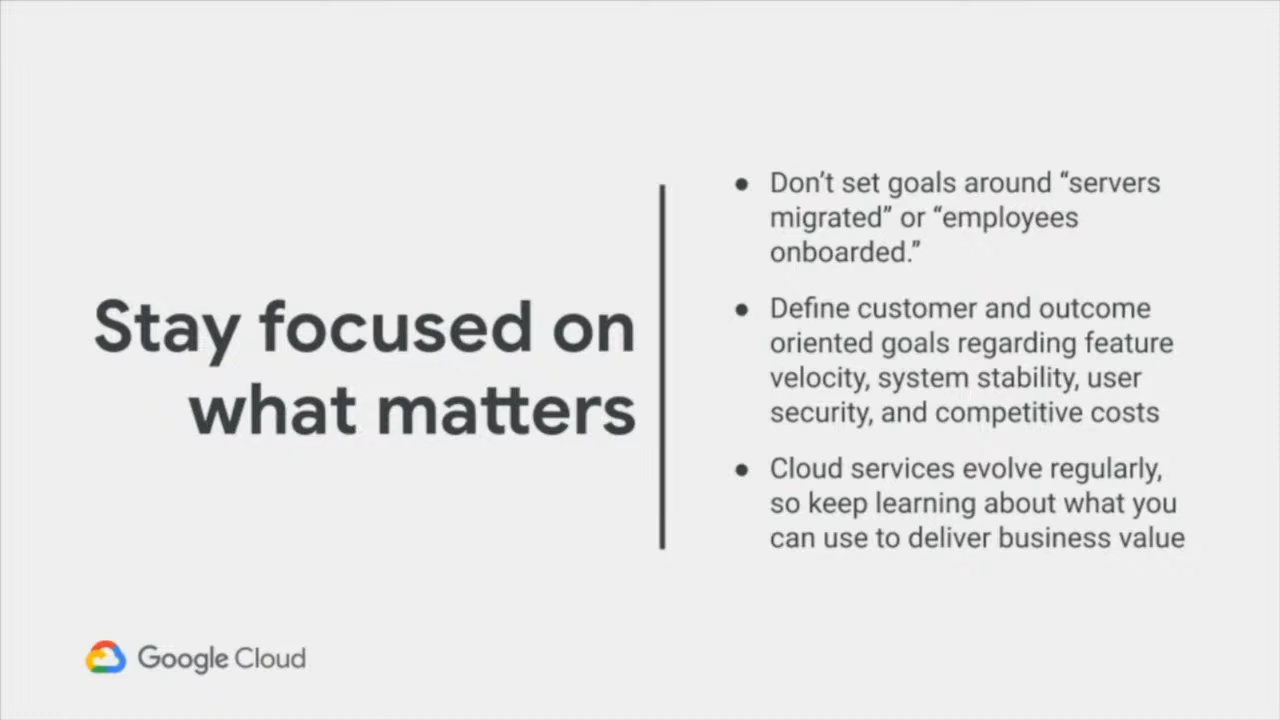 Stay focused on
what matters
● Don’t set goals around “servers
migrated” or “employees
onboarded.”
● Define customer and outcome
oriented goals regarding feature
velocity, system stability, user
security, and competitive costs
● Cloud services evolve regularly,
so keep learning about what you
can use to deliver business value
Google Cloud